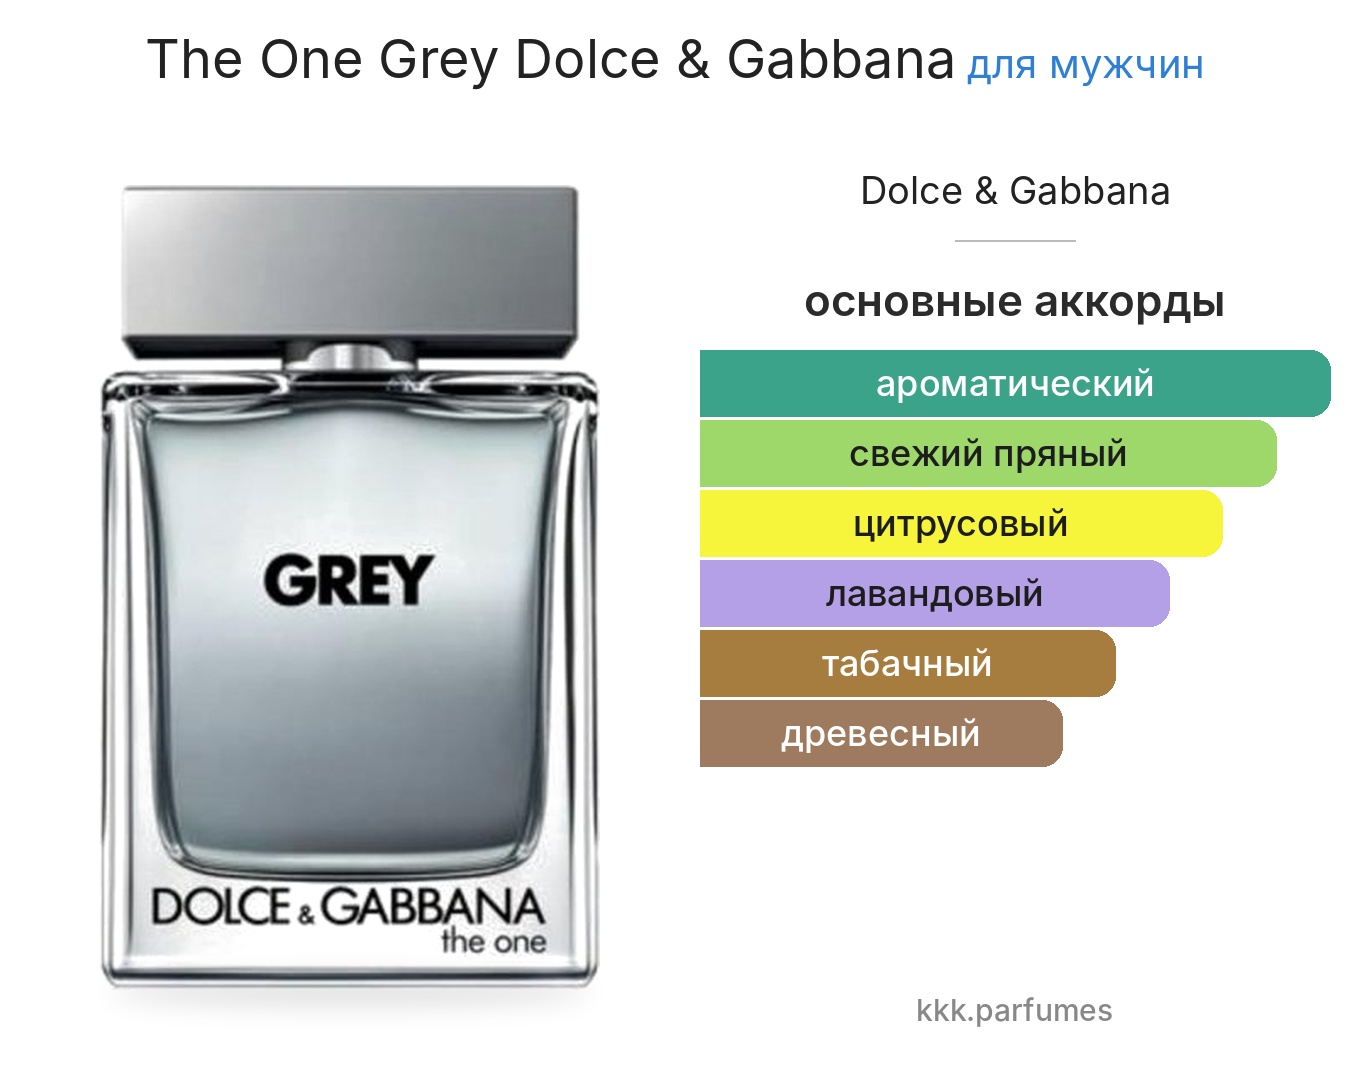 The One Grey Dolce & Gabbana для мужчин
Dolce & Gabbana
основные аккорды
ароматический
свежий пряный
цитрусовый
лавандовый
табачный
древесный
GREY
DOLCE & GABBANA
the one
kkk.parfumes